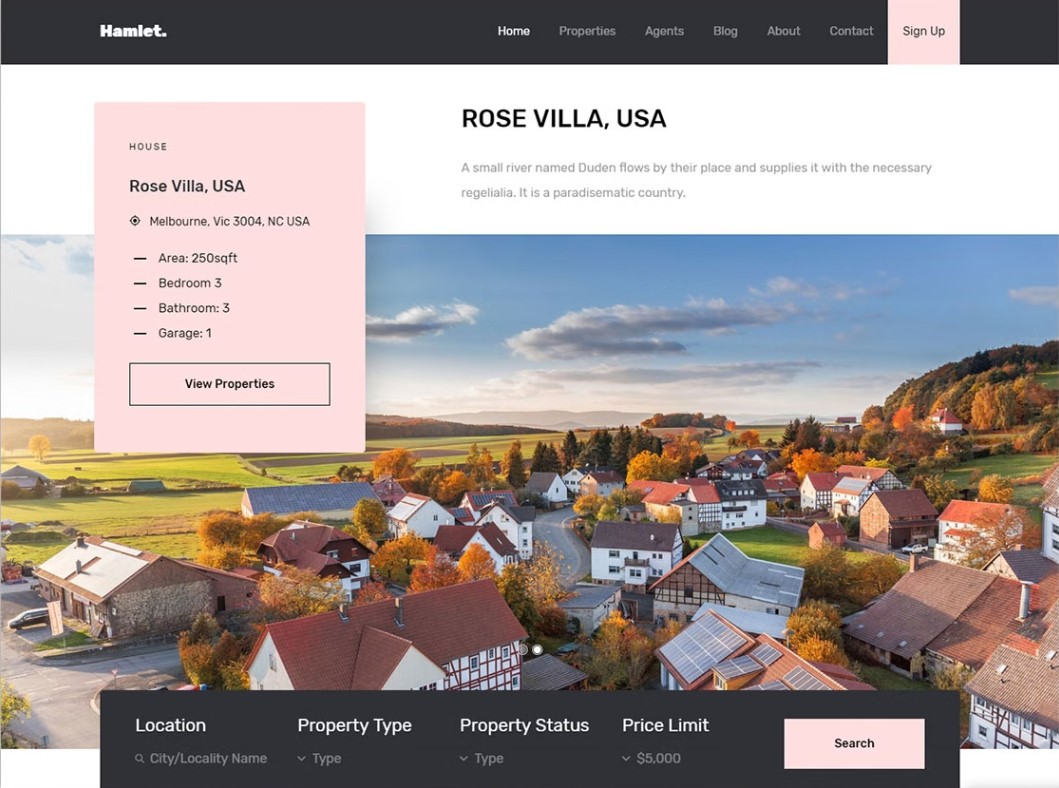 Hamlet.
Home Properties Agents Blog About Contact Sign Up
HOUSE
Rose Villa, USA
Melbourne, Vic 3004, NC USA
Area: 250sqft
Bedroom 3
Bathroom: 3
Garage: 1
View Properties
ROSE VILLA, USA
A small river named Duden flows by their place and supplies it with the necessary
regelialia. It is a paradisematic country.
Location Property Type Property Status Price Limit
City/Locality Name Type Type $5,000
Search